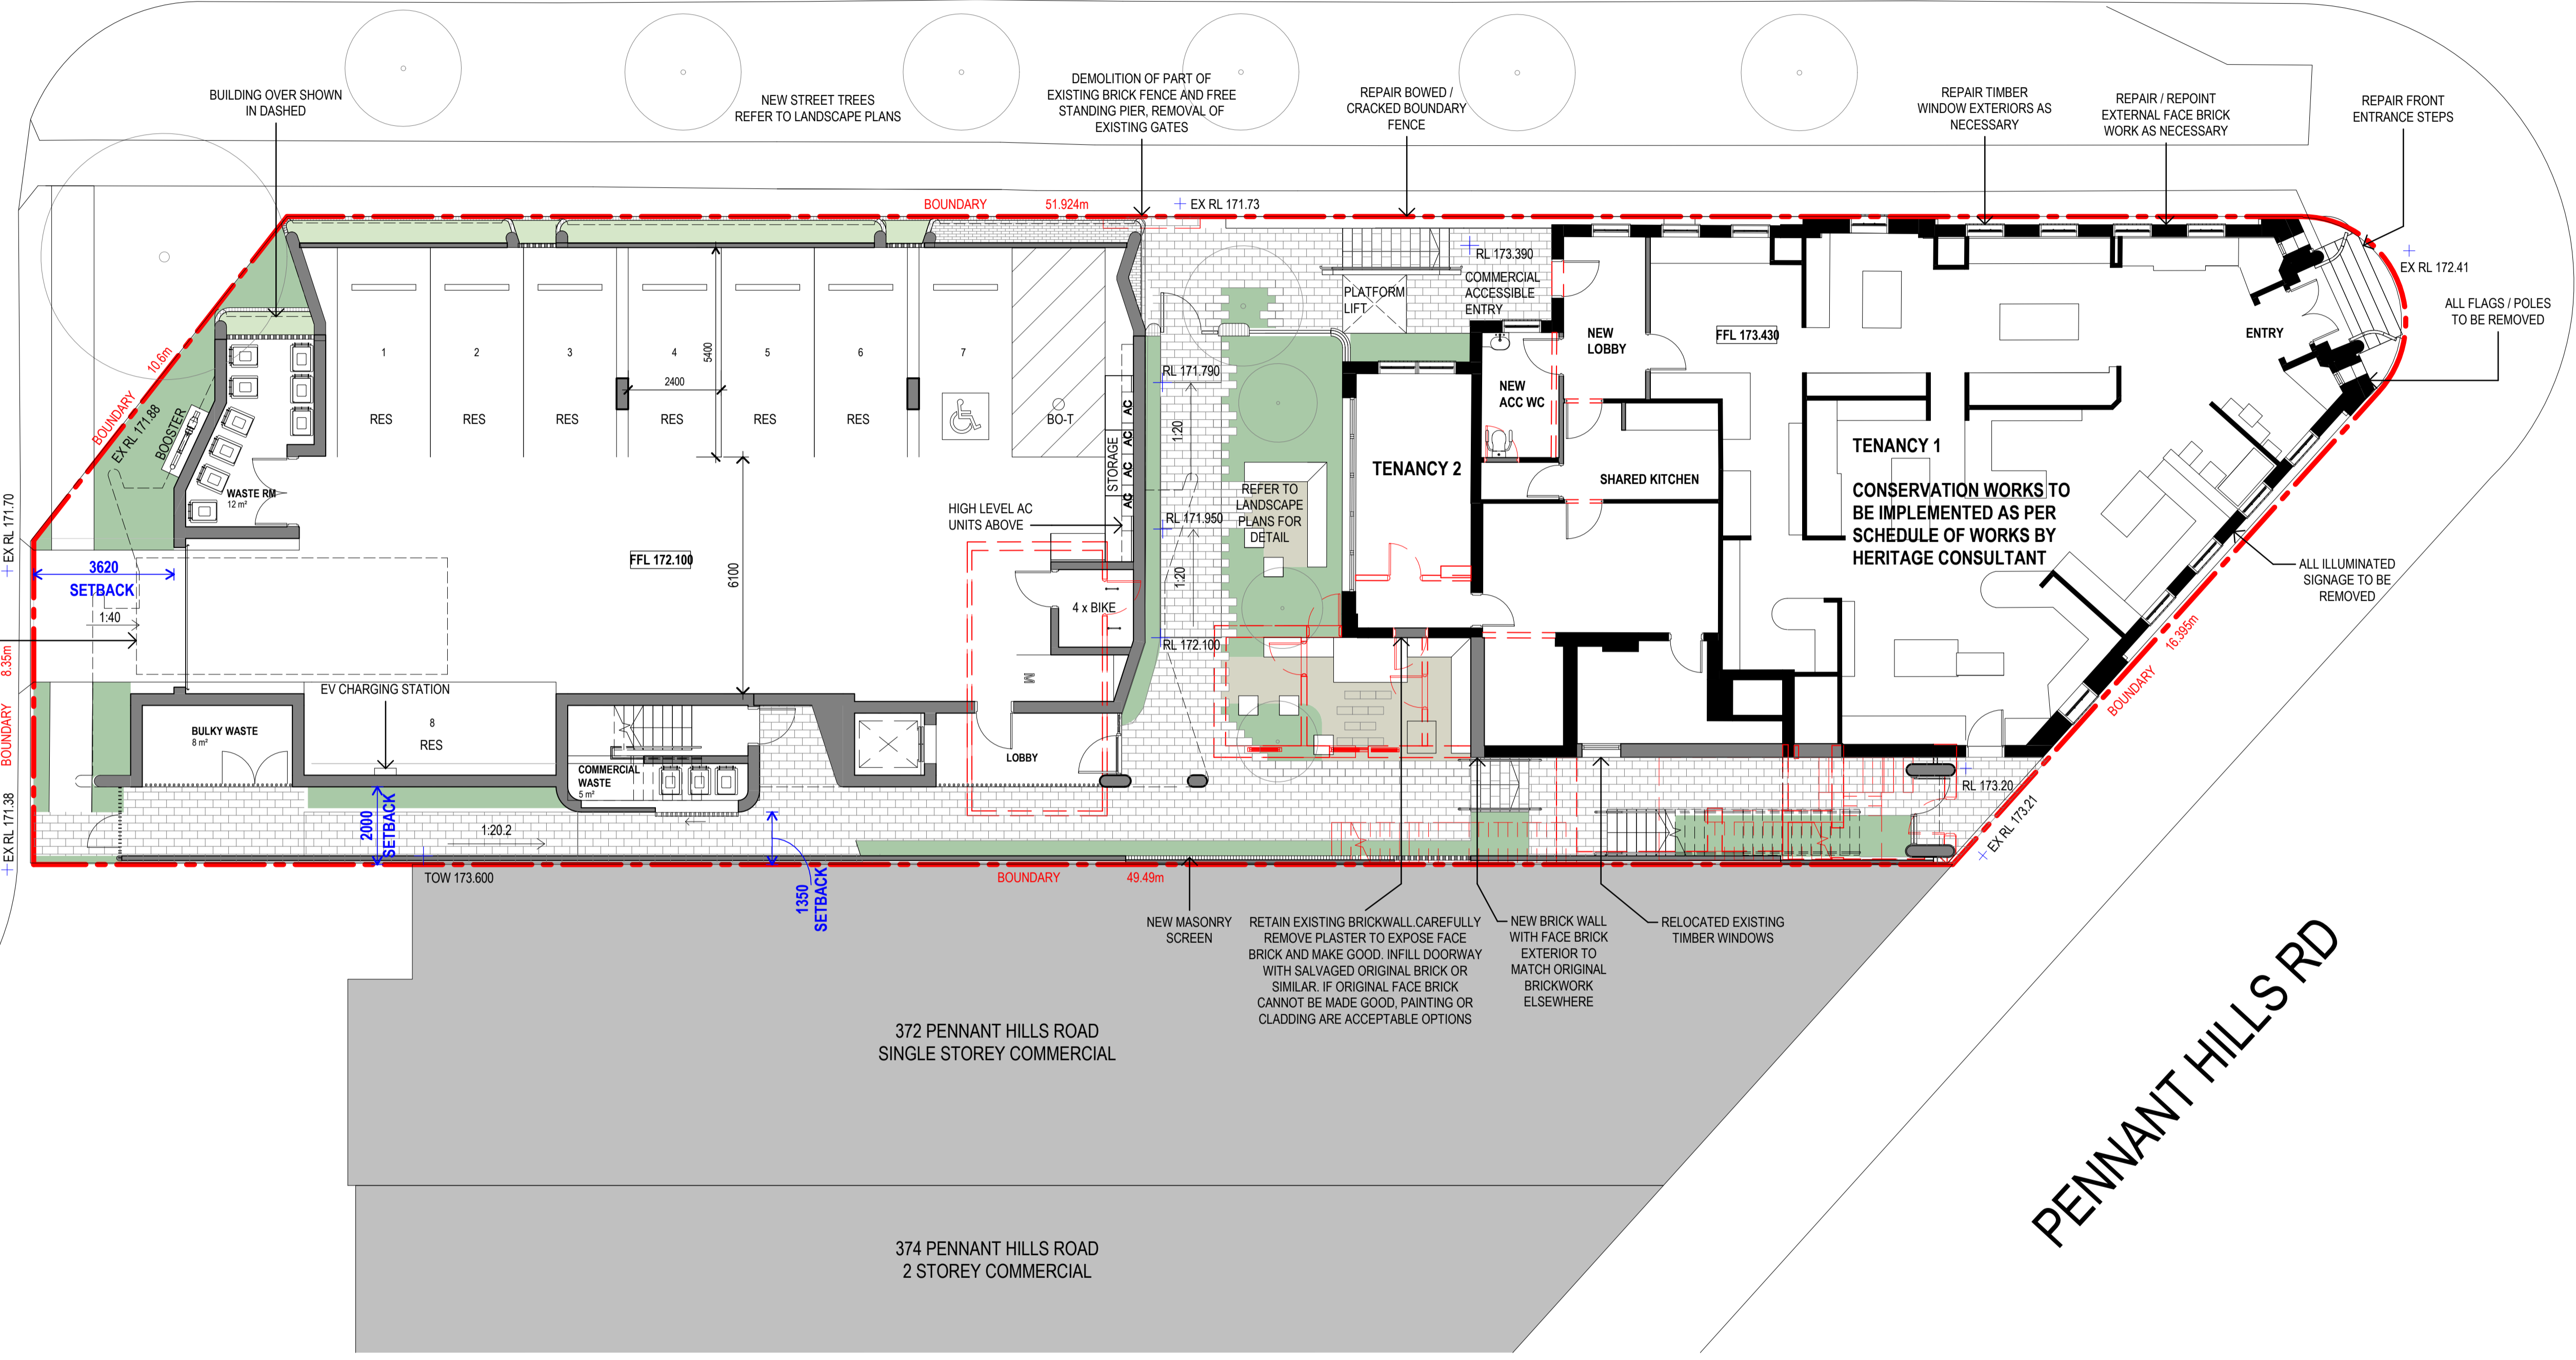 BUILDING OVER SHOWN
IN DASHED
NEW STREET TREES
REFER TO LANDSCAPE PLANS
DEMOLITION OF PART OF
EXISTING BRICK FENCE AND FREE
STANDING PIER, REMOVAL OF
EXISTING GATES
REPAIR BOWED /
CRACKED BOUNDARY
FENCE
REPAIR TIMBER
WINDOW EXTERIORS AS
NECESSARY
REPAIR / REPOINT
EXTERNAL FACE BRICK
WORK AS NECESSARY
REPAIR FRONT
ENTRANCE STEPS
BOUNDARY 51.924m
EX RL 171.73
RL 173.390
COMMERCIAL
ACCESSIBLE
ENTRY
PLATFORM
LIFT
EX RL 172.41
ALL FLAGS / POLES
TO BE REMOVED
ENTRY
NEW
LOBBY
FFL 173.430
BOUNDARY 10.6m
EX RL 171.88
BOOSTER
1
2
3
4
5
6
7
5400
2400
RES
RES
RES
RES
RES
RES
BO-T
AC
AC
AC
AC
STORAGE
RL 171.790
1:20
NEW
ACC WC
TENANCY 2
SHARED KITCHEN
TENANCY 1
CONSERVATION WORKS TO
BE IMPLEMENTED AS PER
SCHEDULE OF WORKS BY
HERITAGE CONSULTANT
WASTE RM
12 m²
HIGH LEVEL AC
UNITS ABOVE
REFER TO
LANDSCAPE
PLANS FOR
DETAIL
RL 171.950
1:20
EX RL 171.70
3620
SETBACK
1:40
FFL 172.100
6100
4 x BIKE
M
RL 172.100
ALL ILLUMINATED
SIGNAGE TO BE
REMOVED
BOUNDARY 16.395m
BOUNDARY 8.35m
EV CHARGING STATION
8
RES
BULKY WASTE
8 m²
COMMERCIAL
WASTE
5 m²
LOBBY
EX RL 171.38
2000
SETBACK
1:20.2
1350
SETBACK
RL 173.20
EX RL 173.21
TOW 173.600
BOUNDARY 49.49m
NEW MASONRY
SCREEN
RETAIN EXISTING BRICKWALL.CAREFULLY
REMOVE PLASTER TO EXPOSE FACE
BRICK AND MAKE GOOD. INFILL DOORWAY
WITH SALVAGED ORIGINAL BRICK OR
SIMILAR. IF ORIGINAL FACE BRICK
CANNOT BE MADE GOOD, PAINTING OR
CLADDING ARE ACCEPTABLE OPTIONS
NEW BRICK WALL
WITH FACE BRICK
EXTERIOR TO
MATCH ORIGINAL
BRICKWORK
ELSEWHERE
RELOCATED EXISTING
TIMBER WINDOWS
372 PENNANT HILLS ROAD
SINGLE STOREY COMMERCIAL
374 PENNANT HILLS ROAD
2 STOREY COMMERCIAL
PENNANT HILLS RD